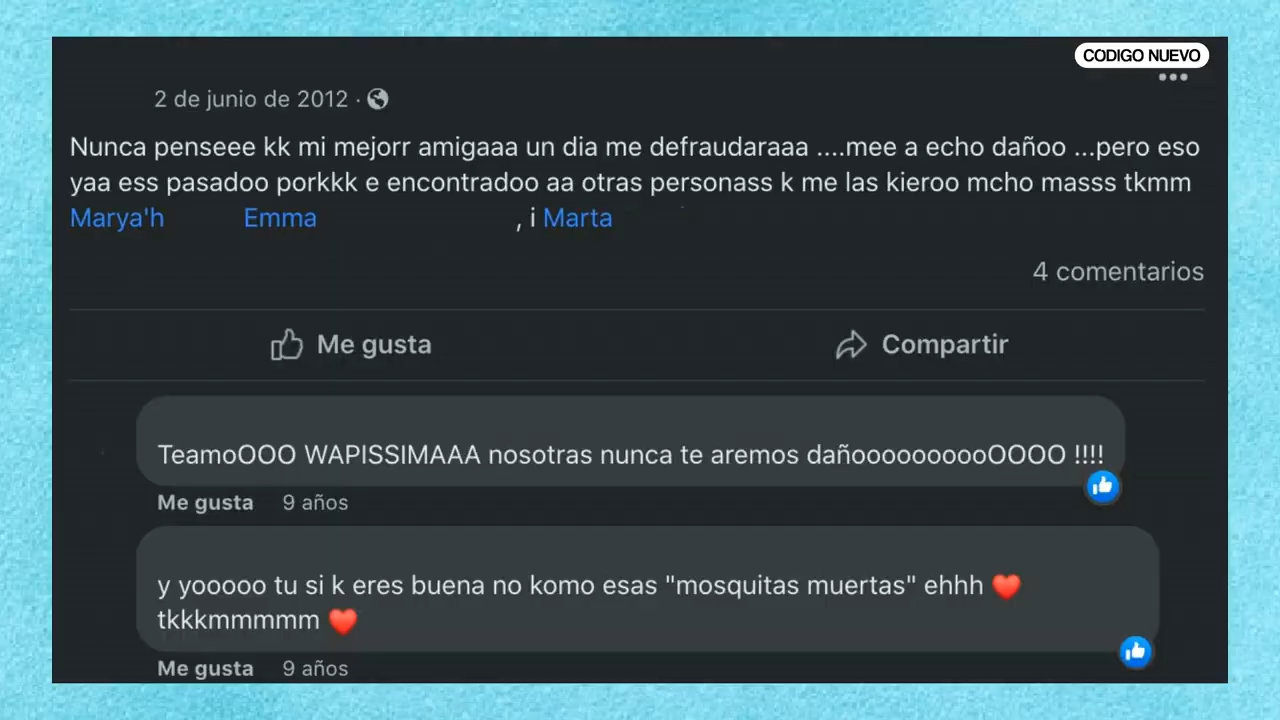 CODIGO NUEVO
2 de junio de 2012 ·
Nunca penseee kk mi mejorr amigaaa un dia me defraudaraaa ....mee a echo dañoo ...pero eso
yaa ess pasadoo porkkk e encontradoo aa otras personass k me las kieroo mcho masss tkmm
Marya'h Emma , i Marta
4 comentarios
Me gusta Compartir
TeamoOOO WAPISSIMAAA nosotras nunca te aremos dañooooooooooOOOO !!!!
Me gusta 9 años
y yooooo tu si k eres buena no komo esas "mosquitas muertas" ehhh ❤️
tkkkmmmmm ❤️
Me gusta 9 años